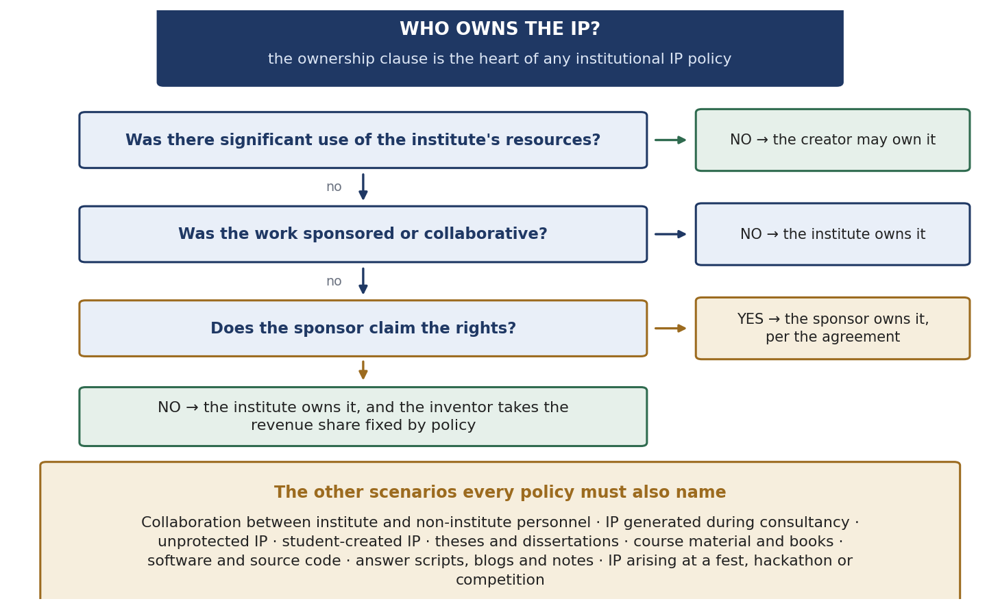 WHO OWNS THE IP?
the ownership clause is the heart of any institutional IP policy
Was there significant use of the institute's resources?
NO → the creator may own it
no
Was the work sponsored or collaborative?
NO → the institute owns it
no
Does the sponsor claim the rights?
YES → the sponsor owns it,
per the agreement
NO → the institute owns it, and the inventor takes the
revenue share fixed by policy
The other scenarios every policy must also name
Collaboration between institute and non-institute personnel · IP generated during consultancy ·
unprotected IP · student-created IP · theses and dissertations · course material and books ·
software and source code · answer scripts, blogs and notes · IP arising at a fest, hackathon or
competition